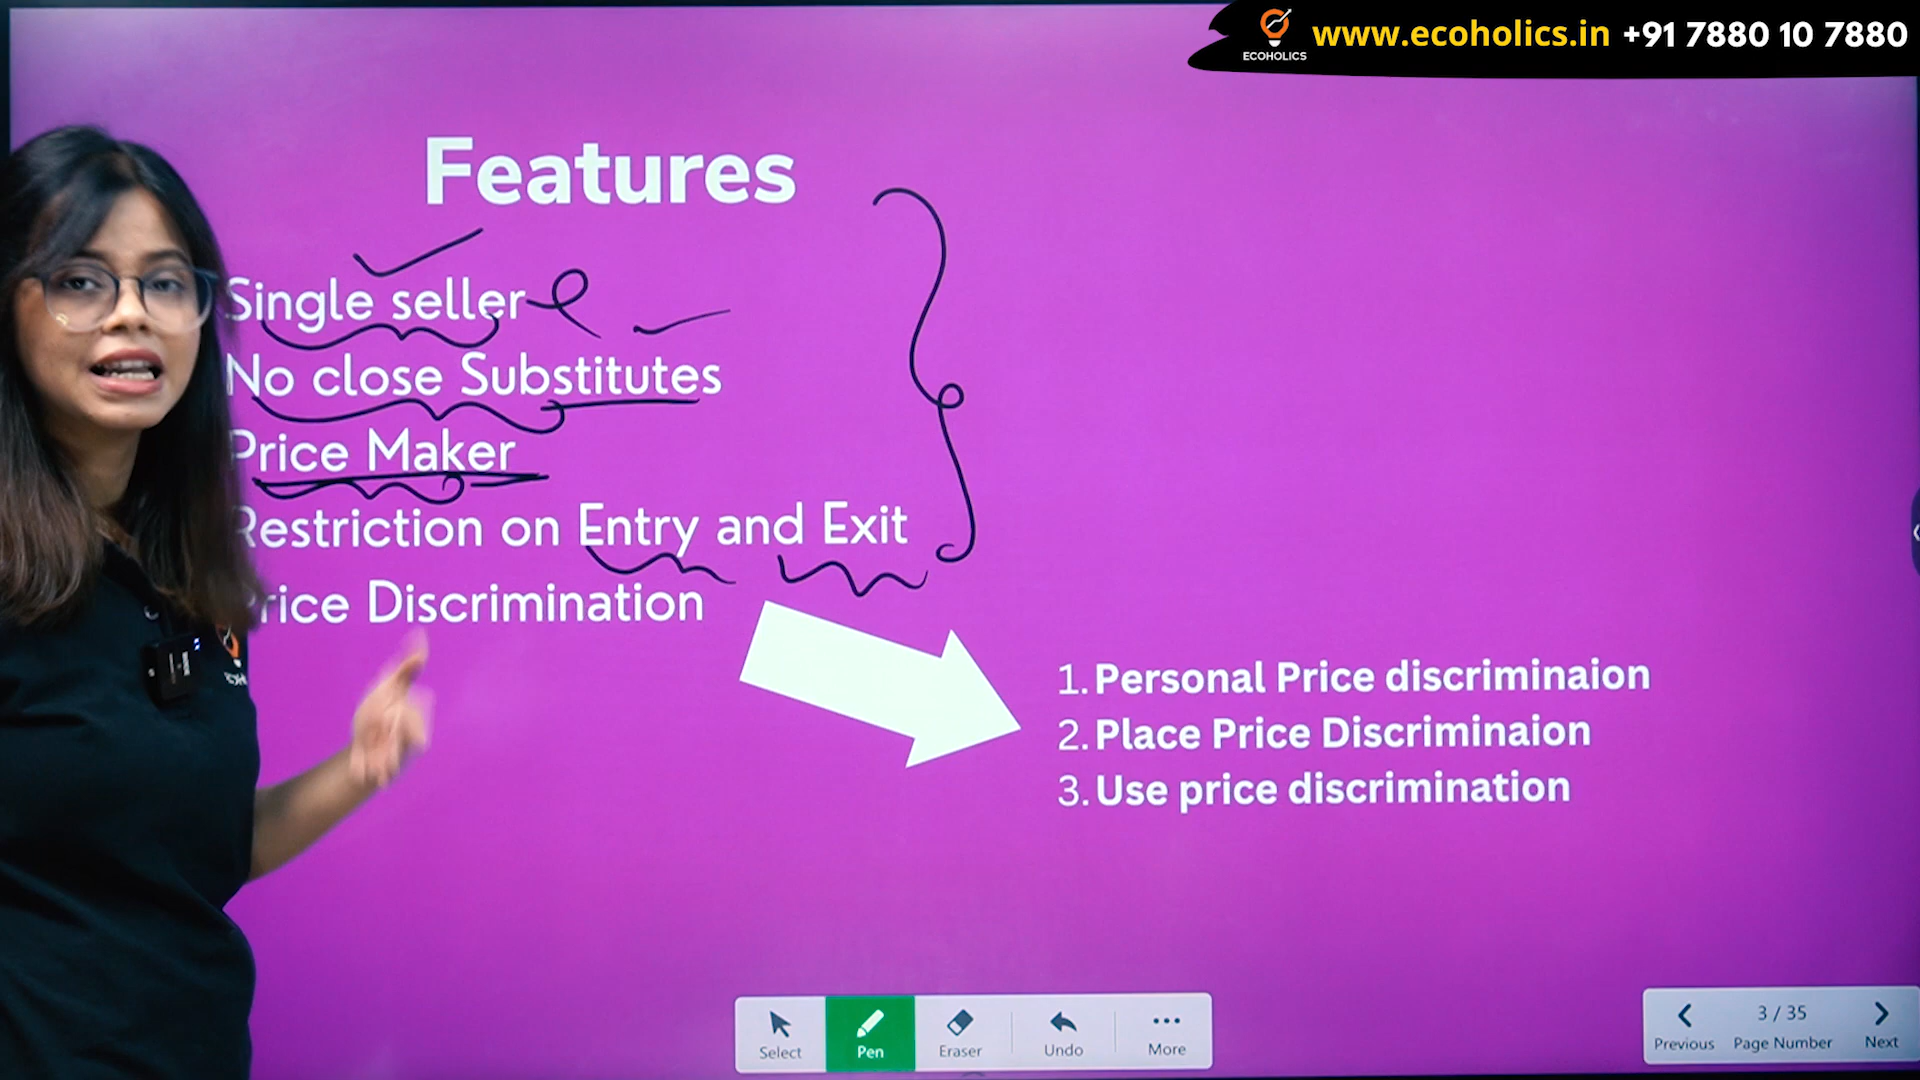 ECOHOLICS
www.ecoholics.in +91 7880 10 7880
Features
Single seller
No close Substitutes
Price Maker
Restriction on Entry and Exit
Price Discrimination
1. Personal Price discriminaion
2. Place Price Discriminaion
3. Use price discrimination
Select
Pen
Eraser
Undo
More
3 / 35
Previous
Page Number
Next